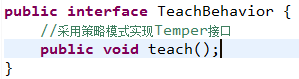 public interface TeachBehavior {
//采用策略模式实现Temper接口
public void teach();
}